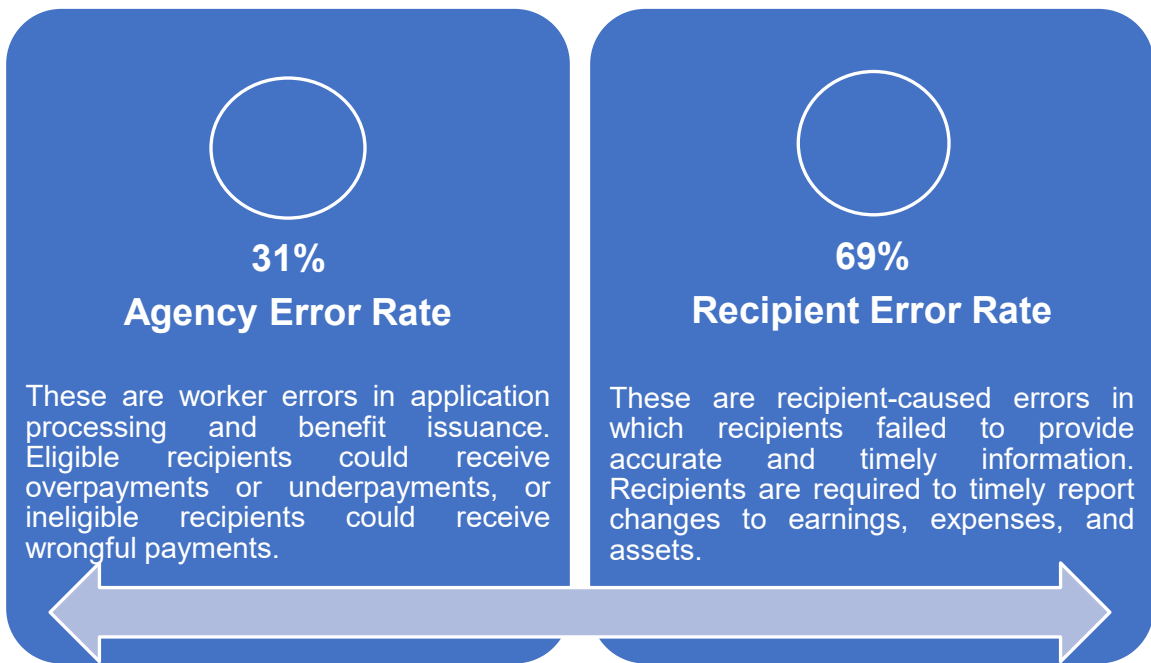 31%
Agency Error Rate
These are worker errors in application
processing and benefit issuance.
Eligible recipients could receive
overpayments or underpayments, or
ineligible recipients could receive
wrongful payments.
69%
Recipient Error Rate
These are recipient-caused errors in
which recipients failed to provide
accurate and timely information.
Recipients are required to timely report
changes to earnings, expenses, and
assets.